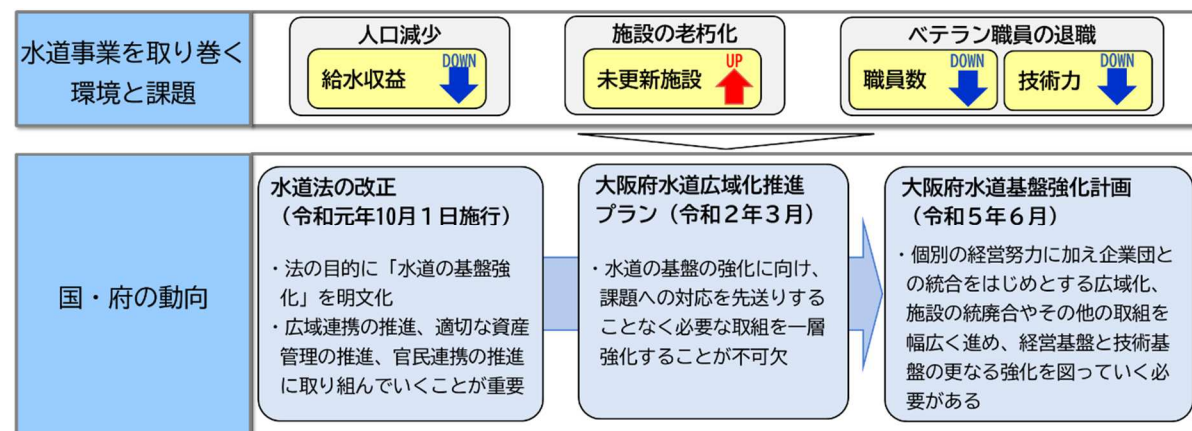 水道事業を取り巻く
環境と課題
人口減少
給水収益
DOWN
施設の老朽化
未更新施設
UP
ベテラン職員の退職
職員数
DOWN
技術力
DOWN
国・府の動向
水道法の改正
（令和元年10月１日施行）
・法の目的に「水道の基盤強
化」を明文化
・広域連携の推進、適切な資産
管理の推進、官民連携の推進
に取り組んでいくことが重要
大阪府水道広域化推進
プラン（令和２年３月）
・水道の基盤の強化に向け、
課題への対応を先送りする
ことなく必要な取組を一層
強化することが不可欠
大阪府水道基盤強化計画
（令和５年６月）
・個別の経営努力に加え企業団と
の統合をはじめとする広域化、
施設の統廃合やその他の取組を
幅広く進め、経営基盤と技術基
盤の更なる強化を図っていく必
要がある